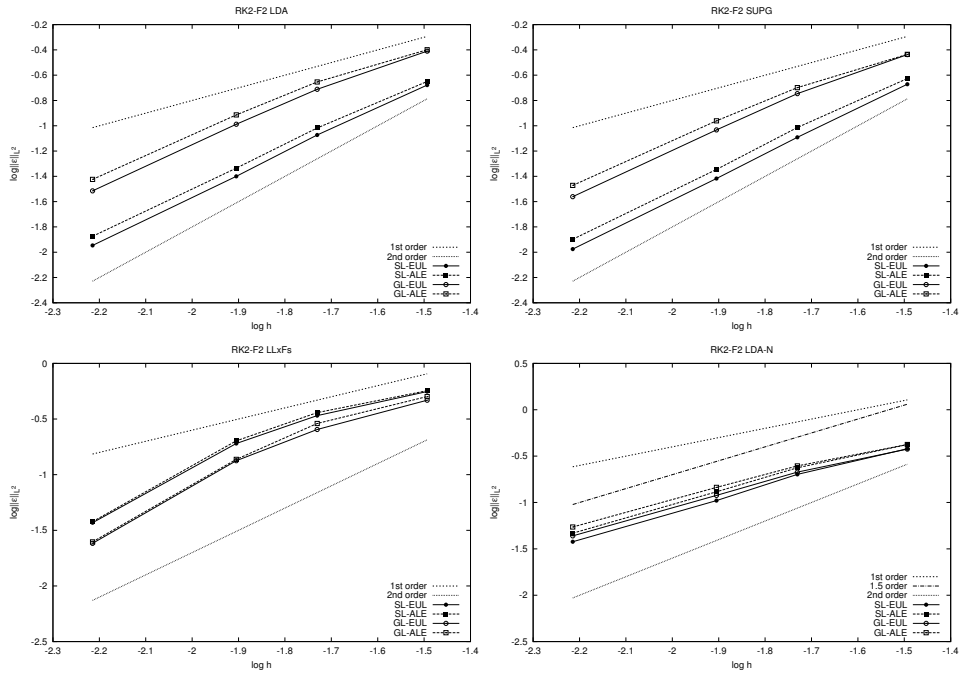 RK2-F2 LDA
-0.2
-0.4
-0.6
-0.8
-1
-1.2
-1.4
-1.6
-1.8
-2
-2.2
-2.4
log||ε||L2
1st order
2nd order
SL-EUL
SL-ALE
GL-EUL
GL-ALE
-2.3 -2.2 -2.1 -2 -1.9 -1.8 -1.7 -1.6 -1.5 -1.4
log h
RK2-F2 SUPG
-0.2
-0.4
-0.6
-0.8
-1
-1.2
-1.4
-1.6
-1.8
-2
-2.2
-2.4
log||ε||L2
1st order
2nd order
SL-EUL
SL-ALE
GL-EUL
GL-ALE
-2.3 -2.2 -2.1 -2 -1.9 -1.8 -1.7 -1.6 -1.5 -1.4
log h
RK2-F2 LLxFs
0
-0.5
-1
-1.5
-2
-2.5
log||ε||L2
1st order
2nd order
SL-EUL
SL-ALE
GL-EUL
GL-ALE
-2.3 -2.2 -2.1 -2 -1.9 -1.8 -1.7 -1.6 -1.5 -1.4
log h
RK2-F2 LDA-N
0.5
0
-0.5
-1
-1.5
-2
-2.5
log||ε||L2
1st order
1.5 order
2nd order
SL-EUL
SL-ALE
GL-EUL
GL-ALE
-2.3 -2.2 -2.1 -2 -1.9 -1.8 -1.7 -1.6 -1.5 -1.4
log h